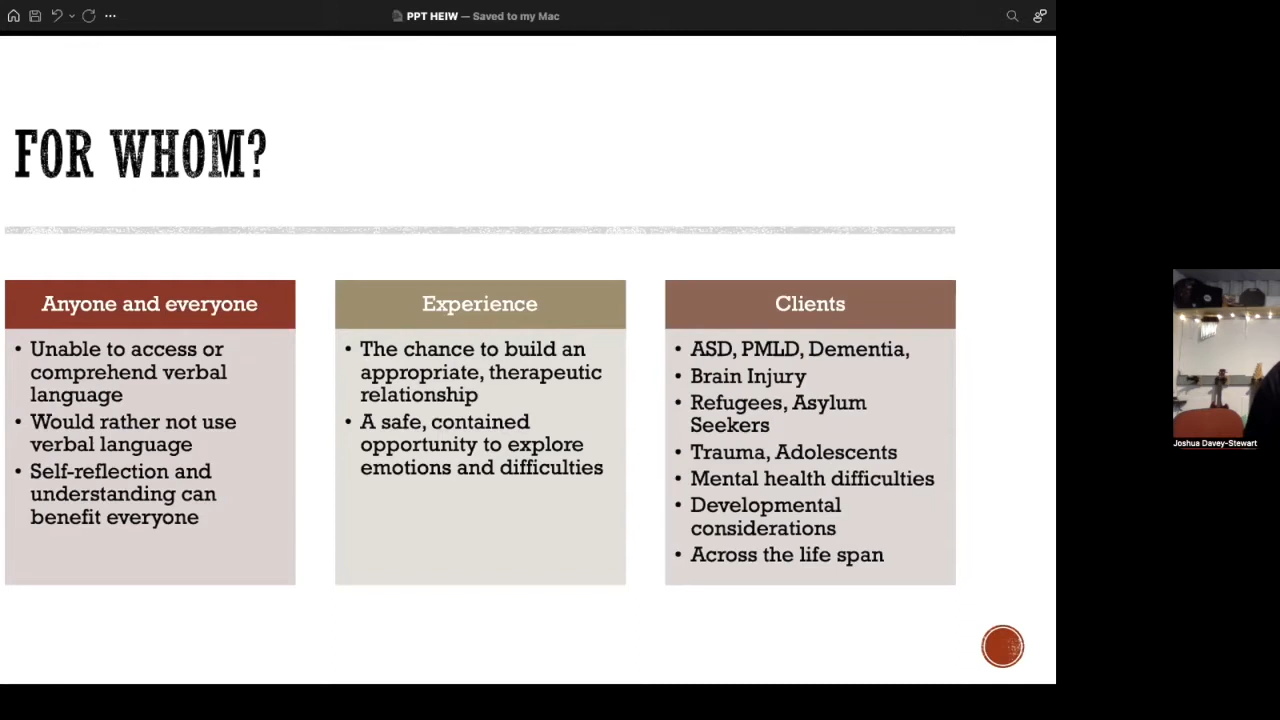 PPT HEIW — Saved to my Mac
FOR WHOM?
Anyone and everyone
• Unable to access or
comprehend verbal
language
• Would rather not use
verbal language
• Self-reflection and
understanding can
benefit everyone
Experience
• The chance to build an
appropriate, therapeutic
relationship
• A safe, contained
opportunity to explore
emotions and difficulties
Clients
• ASD, PMLD, Dementia,
• Brain Injury
• Refugees, Asylum
Seekers
• Trauma, Adolescents
• Mental health difficulties
• Developmental
considerations
• Across the life span
Joshua Davey-Stewart